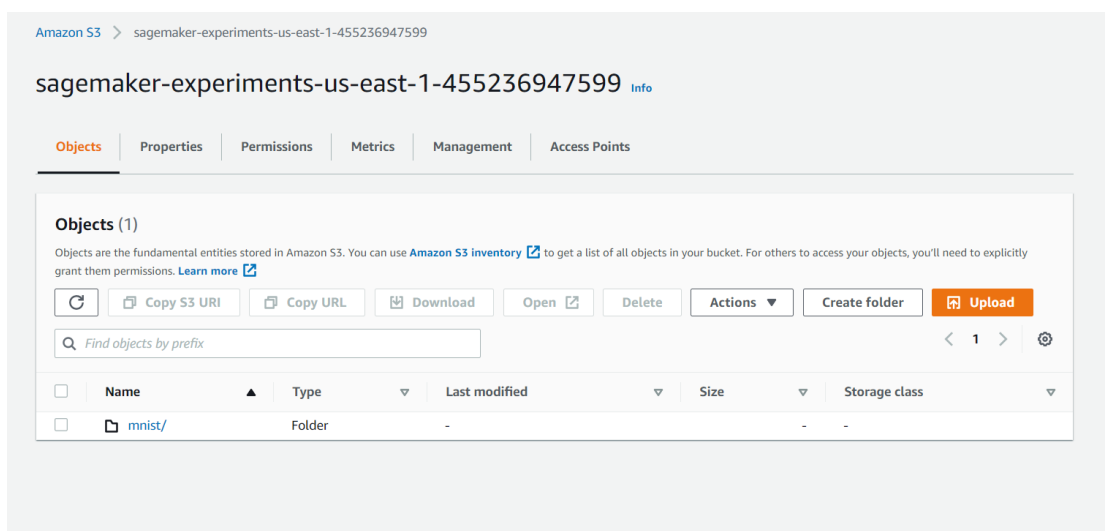 Amazon S3 > sagemaker-experiments-us-east-1-455236947599
sagemaker-experiments-us-east-1-455236947599 Info
Objects Properties Permissions Metrics Management Access Points
Objects (1)
Objects are the fundamental entities stored in Amazon S3. You can use Amazon S3 inventory to get a list of all objects in your bucket. For others to access your objects, you'll need to explicitly
grant them permissions. Learn more
Copy S3 URI Copy URL Download Open Delete Actions Create folder Upload
Find objects by prefix
< 1 >
Name Type Last modified Size Storage class
mnist/ Folder - - -